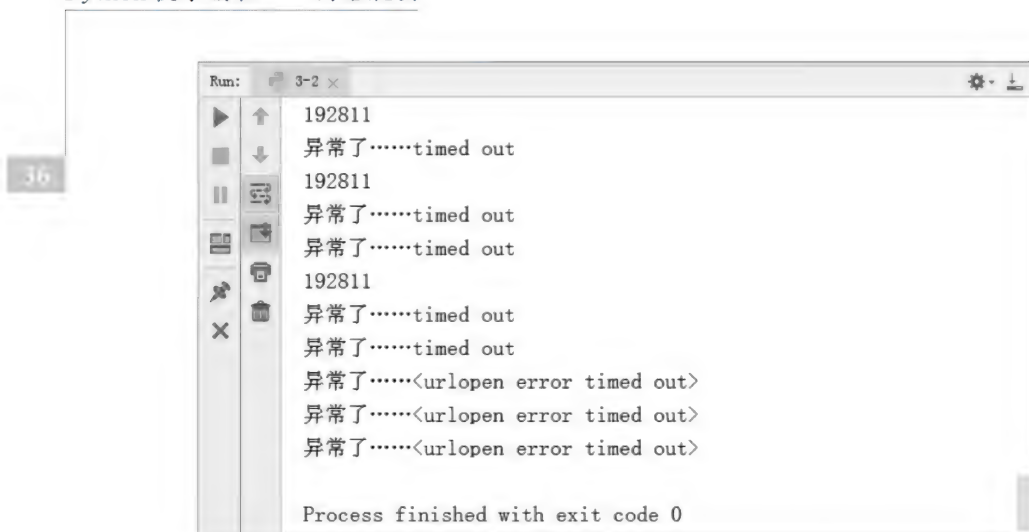 36
Run: 3-2
192811
异常了……timed out
192811
异常了……timed out
异常了……timed out
192811
异常了……timed out
异常了……timed out
异常了……<urlopen error timed out>
异常了……<urlopen error timed out>
异常了……<urlopen error timed out>
Process finished with exit code 0